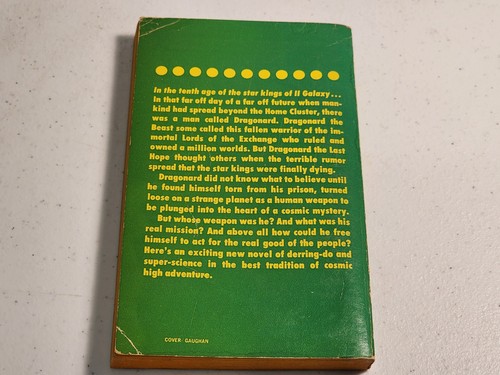 In the tenth age of the star kings of II Galaxy...
In that far off day of a far off future when man-
kind had spread beyond the Home Cluster, there
was a man called Dragonard. Dragonard the
Beast some called this fallen warrior of the im-
mortal Lords of the Exchange who ruled and
owned a million worlds. But Dragonard the Last
Hope thought others when the terrible rumor
spread that the star kings were finally dying.
Dragonard did not know what to believe until
he found himself torn from his prison, turned
loose on a strange planet as a human weapon to
be plunged into the heart of a cosmic mystery.
But whose weapon was he? And what was his
real mission? And above all how could he free
himself to act for the real good of the people?
Here's an exciting new novel of derring-do and
super-science in the best tradition of cosmic
high adventure.
COVER GAUGHAN